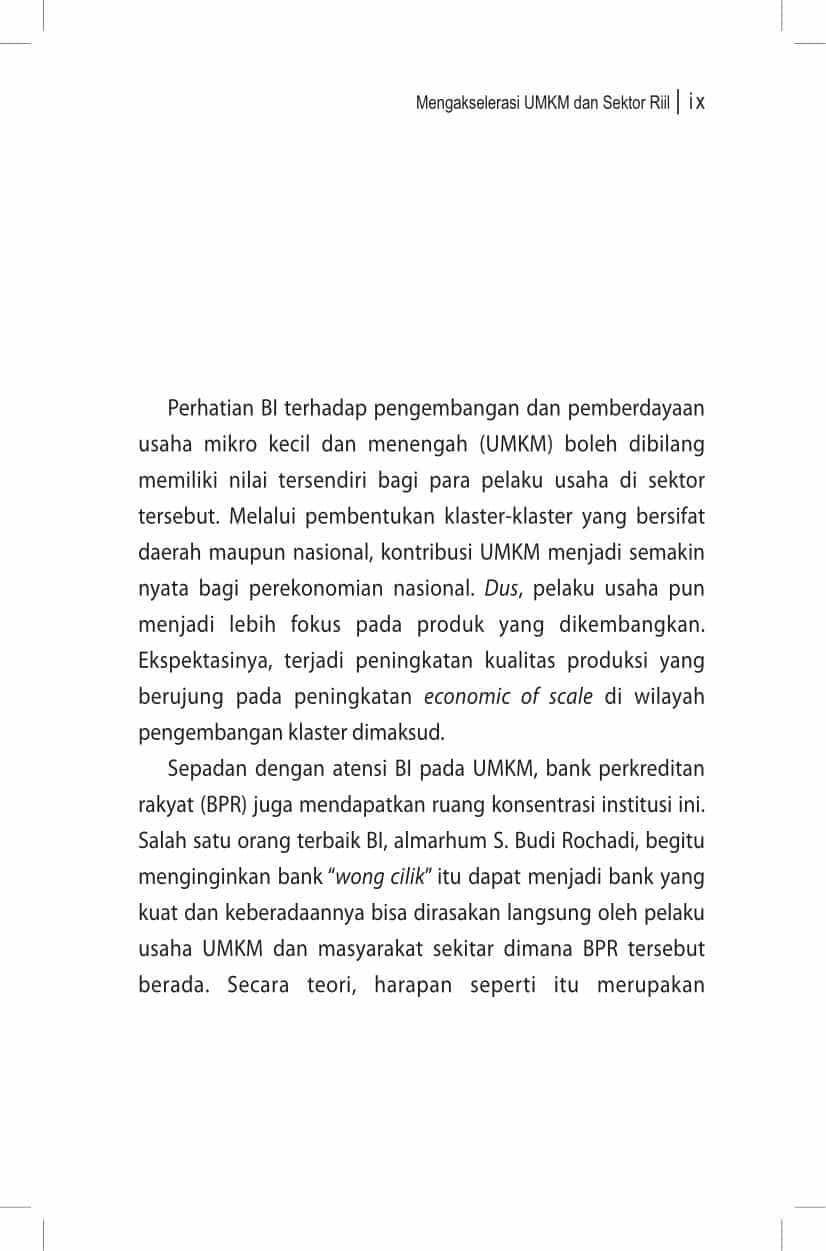 Mengakselerasi UMKM dan Sektor Riil | ix
Perhatian BI terhadap pengembangan dan pemberdayaan
usaha mikro kecil dan menengah (UMKM) boleh dibilang
memiliki nilai tersendiri bagi para pelaku usaha di sektor
tersebut. Melalui pembentukan klaster-klaster yang bersifat
daerah maupun nasional, kontribusi UMKM menjadi semakin
nyata bagi perekonomian nasional. Dus, pelaku usaha pun
menjadi lebih fokus pada produk yang dikembangkan.
Ekspektasinya, terjadi peningkatan kualitas produksi yang
berujung pada peningkatan economic of scale di wilayah
pengembangan klaster dimaksud.
Sepadan dengan atensi BI pada UMKM, bank perkreditan
rakyat (BPR) juga mendapatkan ruang konsentrasi institusi ini.
Salah satu orang terbaik BI, almarhum S. Budi Rochadi, begitu
menginginkan bank “wong cilik” itu dapat menjadi bank yang
kuat dan keberadaannya bisa dirasakan langsung oleh pelaku
usaha UMKM dan masyarakat sekitar dimana BPR tersebut
berada. Secara teori, harapan seperti itu merupakan